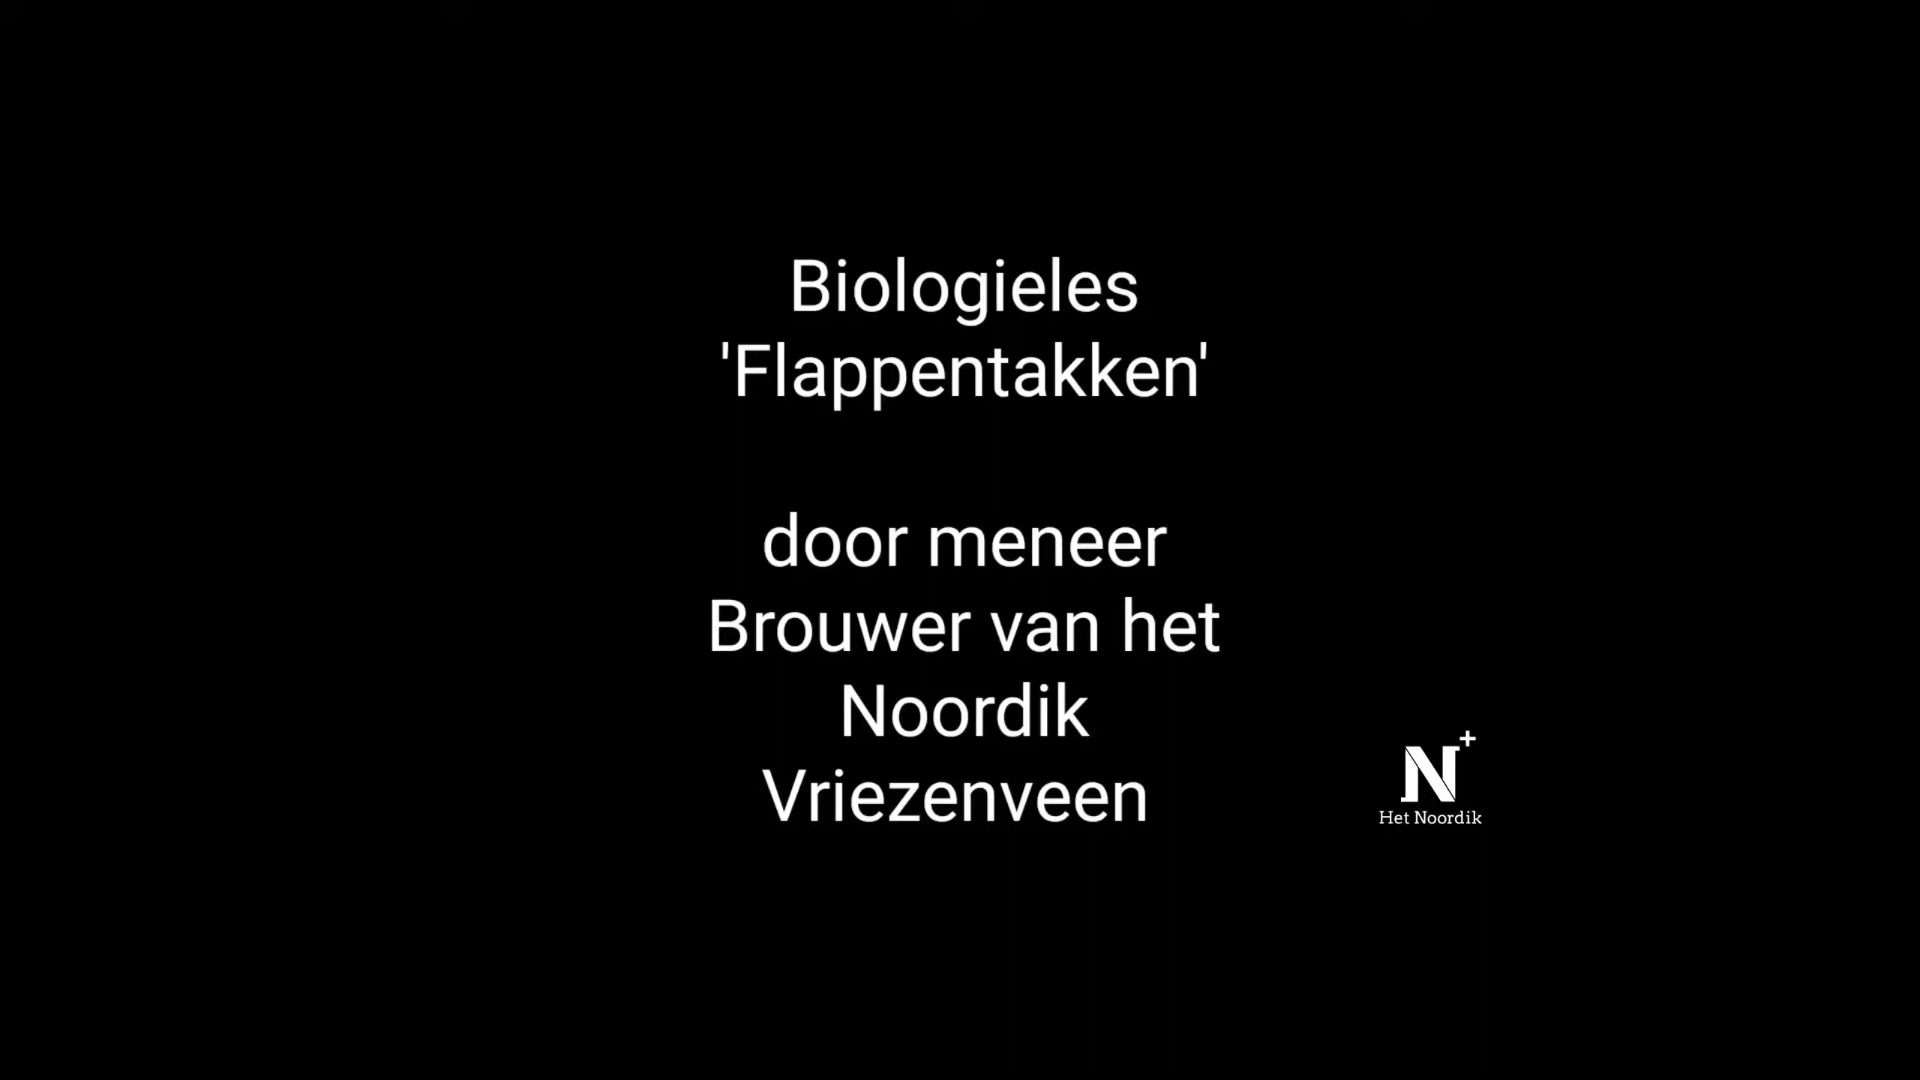 Biologieles
'Flappentakken'
door meneer
Brouwer van het
Noordik
Vriezenveen
N+
Het Noordik